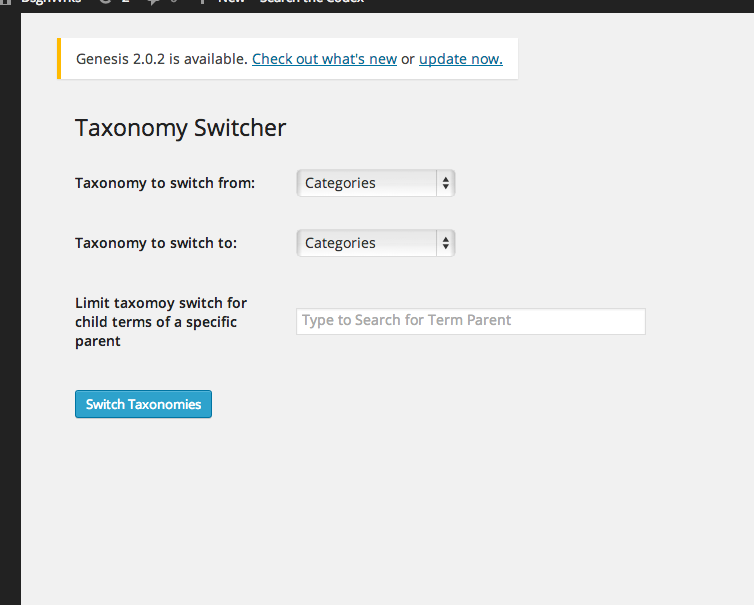 DsgnWrks 2 0 New Search the Codex
Genesis 2.0.2 is available. Check out what's new or update now.
Taxonomy Switcher
Taxonomy to switch from: Categories
Taxonomy to switch to: Categories
Limit taxomoy switch for
child terms of a specific
parent
Type to Search for Term Parent
Switch Taxonomies